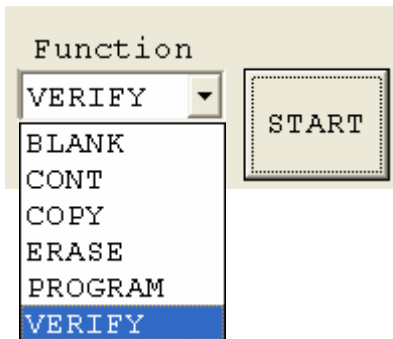 Function
VERIFY
START
BLANK
CONT
COPY
ERASE
PROGRAM
VERIFY